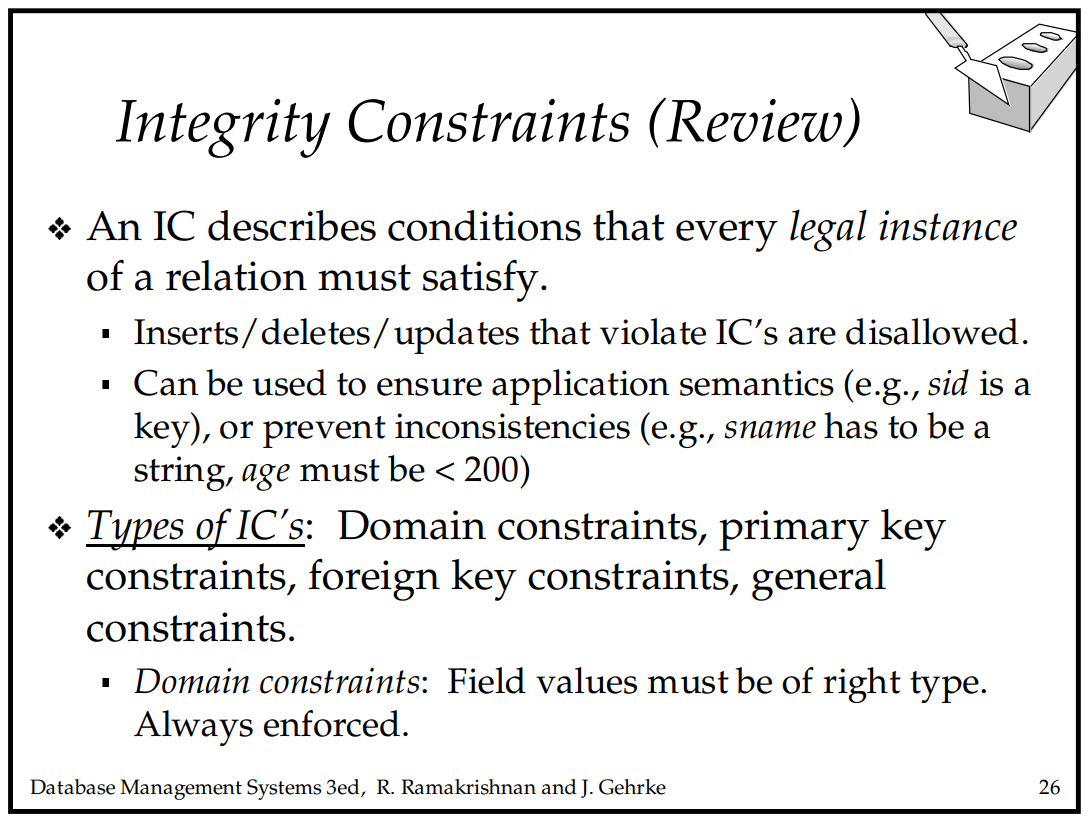 Integrity Constraints (Review)
❖ An IC describes conditions that every legal instance
of a relation must satisfy.
▪ Inserts/deletes/updates that violate IC’s are disallowed.
▪ Can be used to ensure application semantics (e.g., sid is a
key), or prevent inconsistencies (e.g., sname has to be a
string, age must be < 200)
❖ Types of IC’s: Domain constraints, primary key
constraints, foreign key constraints, general
constraints.
▪ Domain constraints: Field values must be of right type.
Always enforced.
Database Management Systems 3ed, R. Ramakrishnan and J. Gehrke 26